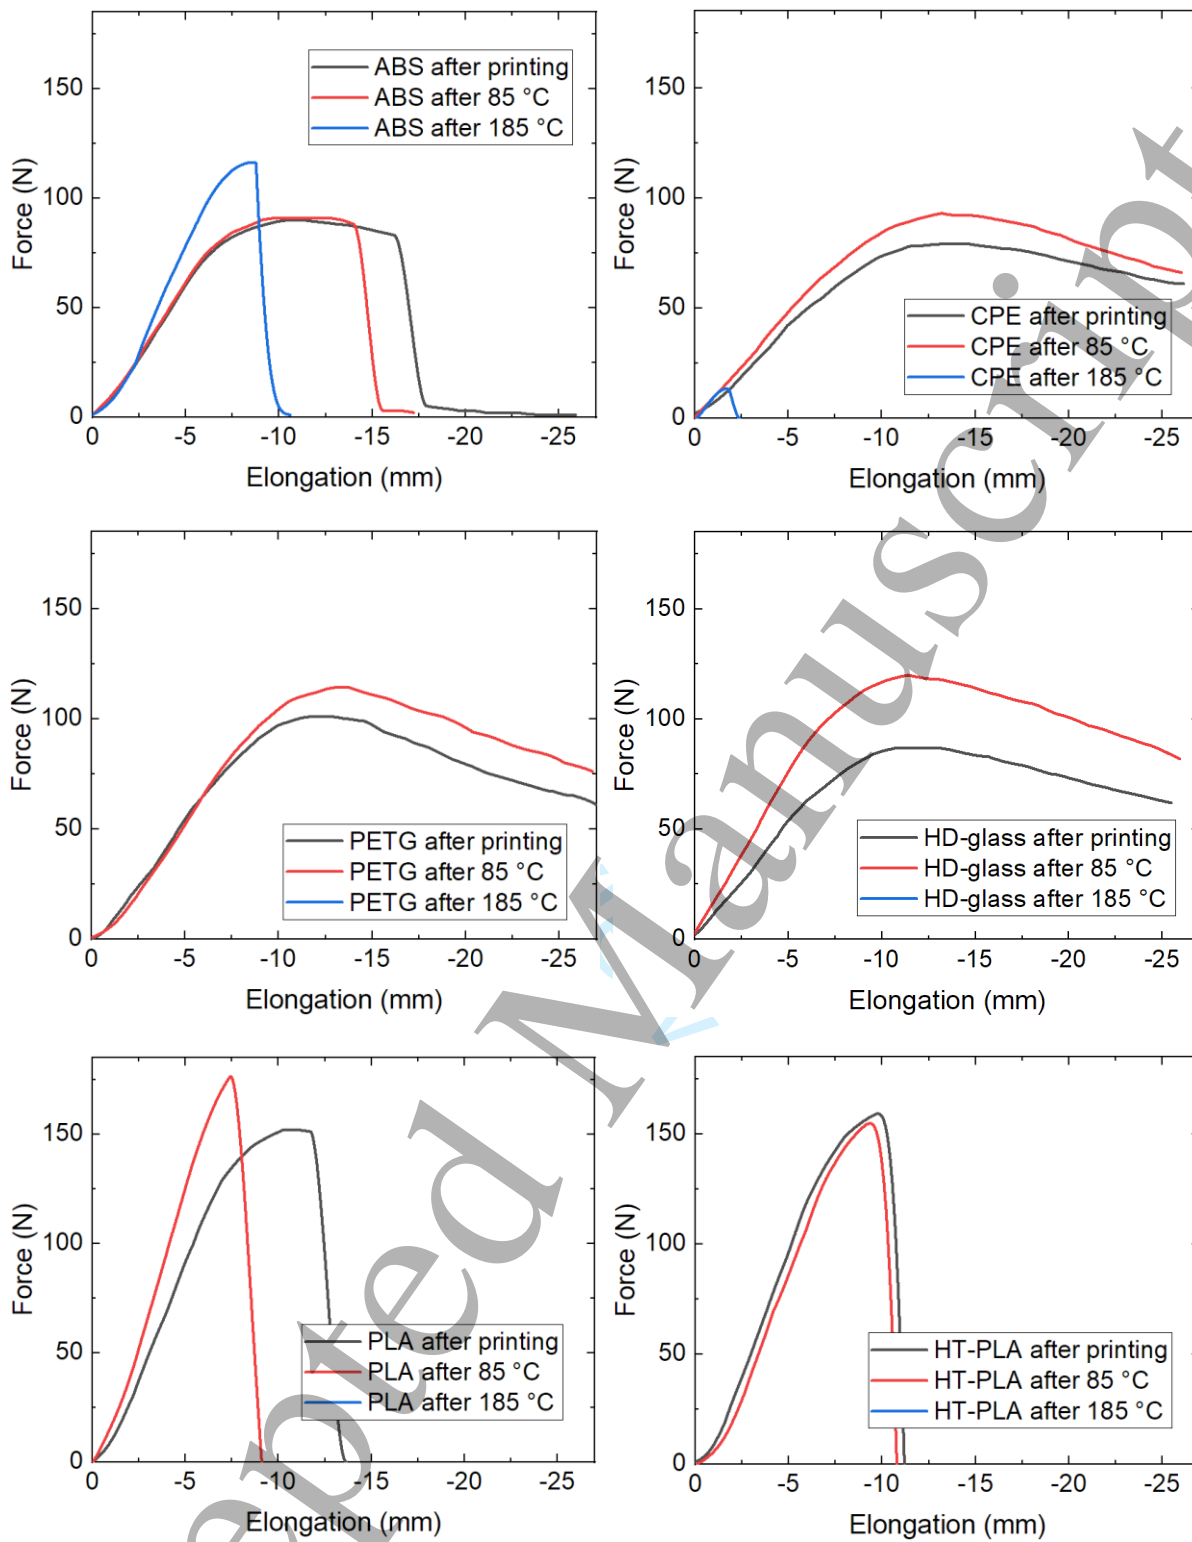 ABS after printing
ABS after 85 °C
ABS after 185 °C
Force (N)
150
100
50
0
0 -5 -10 -15 -20 -25
Elongation (mm)
CPE after printing
CPE after 85 °C
CPE after 185 °C
Force (N)
150
100
50
0
0 -5 -10 -15 -20 -25
Elongation (mm)
PETG after printing
PETG after 85 °C
PETG after 185 °C
Force (N)
150
100
50
0
0 -5 -10 -15 -20 -25
Elongation (mm)
HD-glass after printing
HD-glass after 85 °C
HD-glass after 185 °C
Force (N)
150
100
50
0
0 -5 -10 -15 -20 -25
Elongation (mm)
PLA after printing
PLA after 85 °C
PLA after 185 °C
Force (N)
150
100
50
0
0 -5 -10 -15 -20 -25
Elongation (mm)
HT-PLA after printing
HT-PLA after 85 °C
HT-PLA after 185 °C
Force (N)
150
100
50
0
0 -5 -10 -15 -20 -25
Elongation (mm)
epted Manuscript